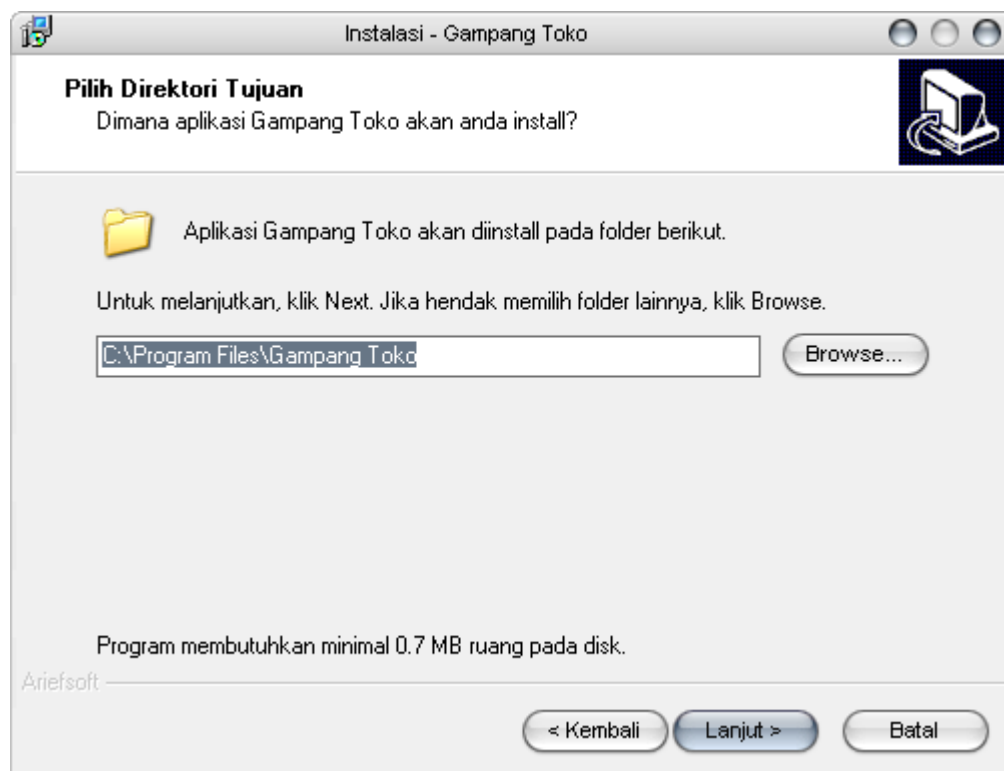 Instalasi - Gampang Toko
Pilih Direktori Tujuan
Dimana aplikasi Gampang Toko akan anda install?
Aplikasi Gampang Toko akan diinstall pada folder berikut.
Untuk melanjutkan, klik Next. Jika hendak memilih folder lainnya, klik Browse.
C:\Program Files\Gampang Toko
Browse...
Program membutuhkan minimal 0.7 MB ruang pada disk.
Ariefsoft
< Kembali
Lanjut >
Batal